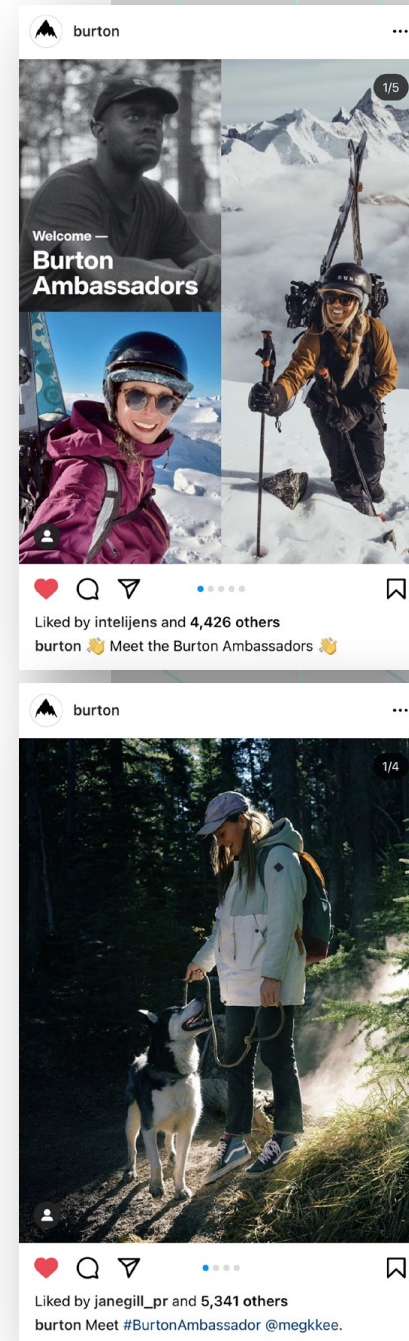 burton
1/5
Welcome —
Burton
Ambassadors
BURTON
Liked by intelijens and 4,426 others
burton 👋 Meet the Burton Ambassadors 👋
burton
1/4
Liked by janegill_pr and 5,341 others
burton Meet #BurtonAmbassador @megkkee.